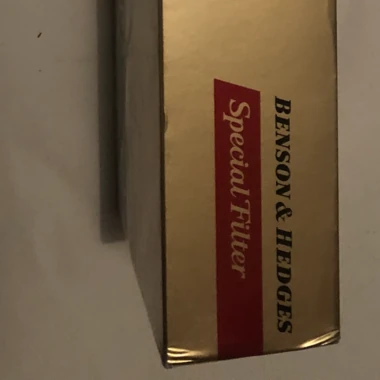 BENSON & HEDGES
Special Filter